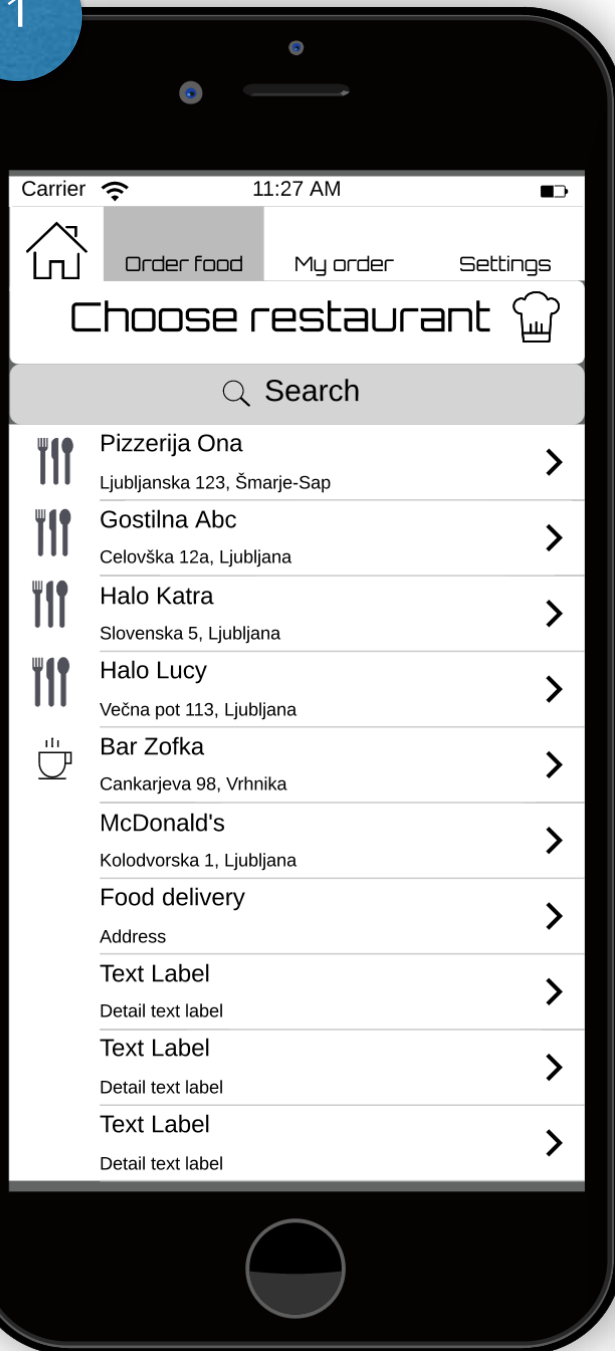 1
Carrier 11:27 AM
Order food My order Settings
Choose restaurant
Search
Pizzerija Ona
Ljubljanska 123, Šmarje-Sap
Gostilna Abc
Celovška 12a, Ljubljana
Halo Katra
Slovenska 5, Ljubljana
Halo Lucy
Večna pot 113, Ljubljana
Bar Zofka
Cankarjeva 98, Vrhnika
McDonald's
Kolodvorska 1, Ljubljana
Food delivery
Address
Text Label
Detail text label
Text Label
Detail text label
Text Label
Detail text label